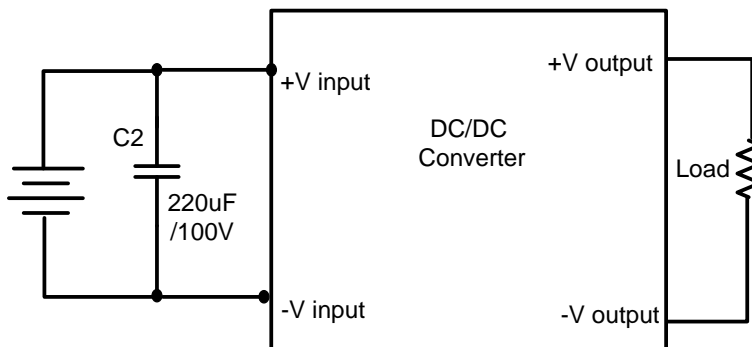 +V input
+V output
C2
DC/DC
Converter
Load
220uF
/100V
-V input
-V output